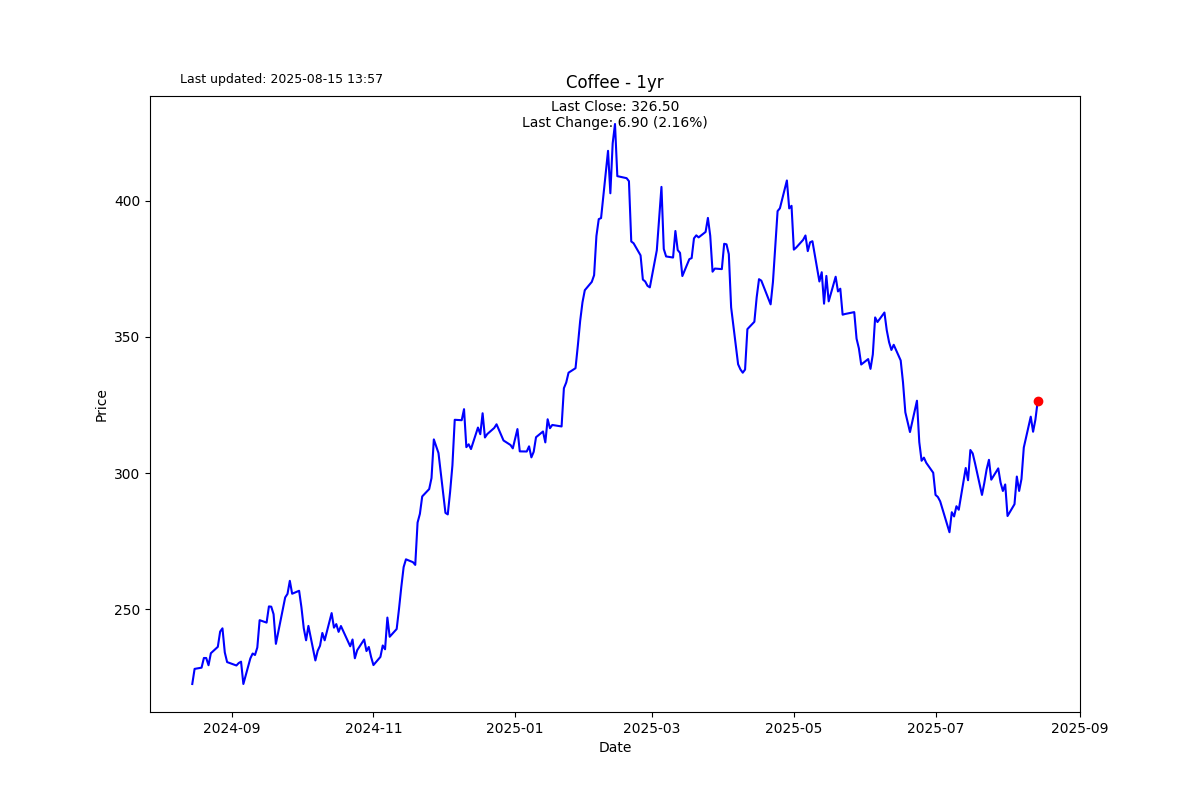 Last updated: 2025-08-15 13:57
Coffee - 1yr
Last Close: 326.50
Last Change: 6.90 (2.16%)
400
350
300
250
Price
2024-09
2024-11
2025-01
2025-03
2025-05
2025-07
2025-09
Date